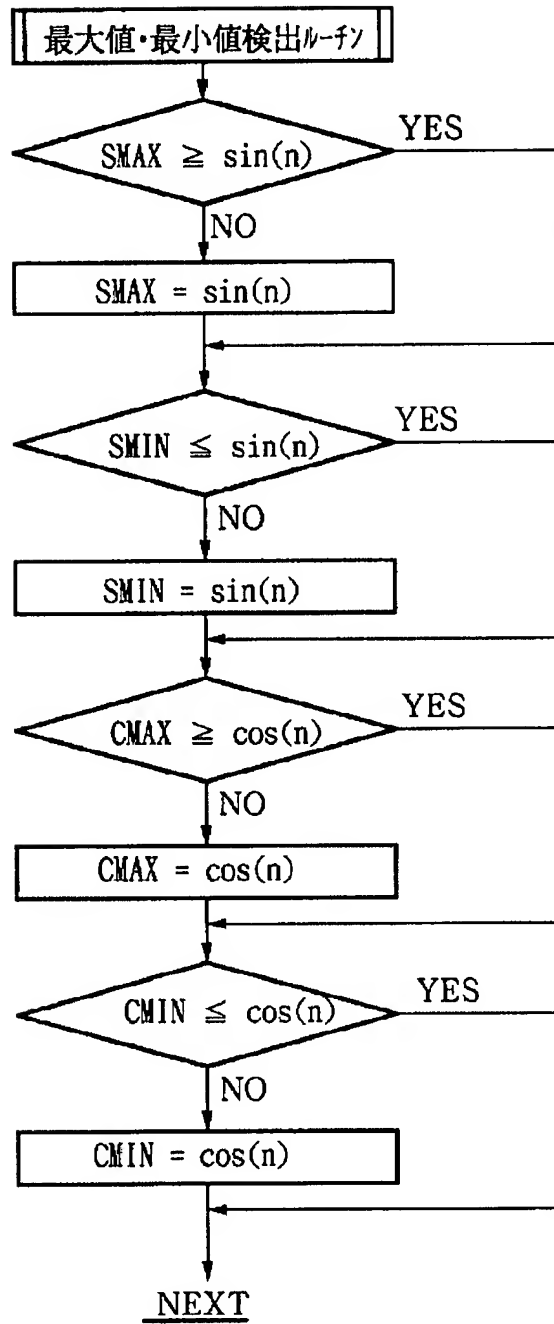 最大値・最小値検出ﾙｰﾁﾝ
SMAX ≧ sin(n)
YES
NO
SMAX = sin(n)
SMIN ≦ sin(n)
YES
NO
SMIN = sin(n)
CMAX ≧ cos(n)
YES
NO
CMAX = cos(n)
CMIN ≦ cos(n)
YES
NO
CMIN = cos(n)
NEXT